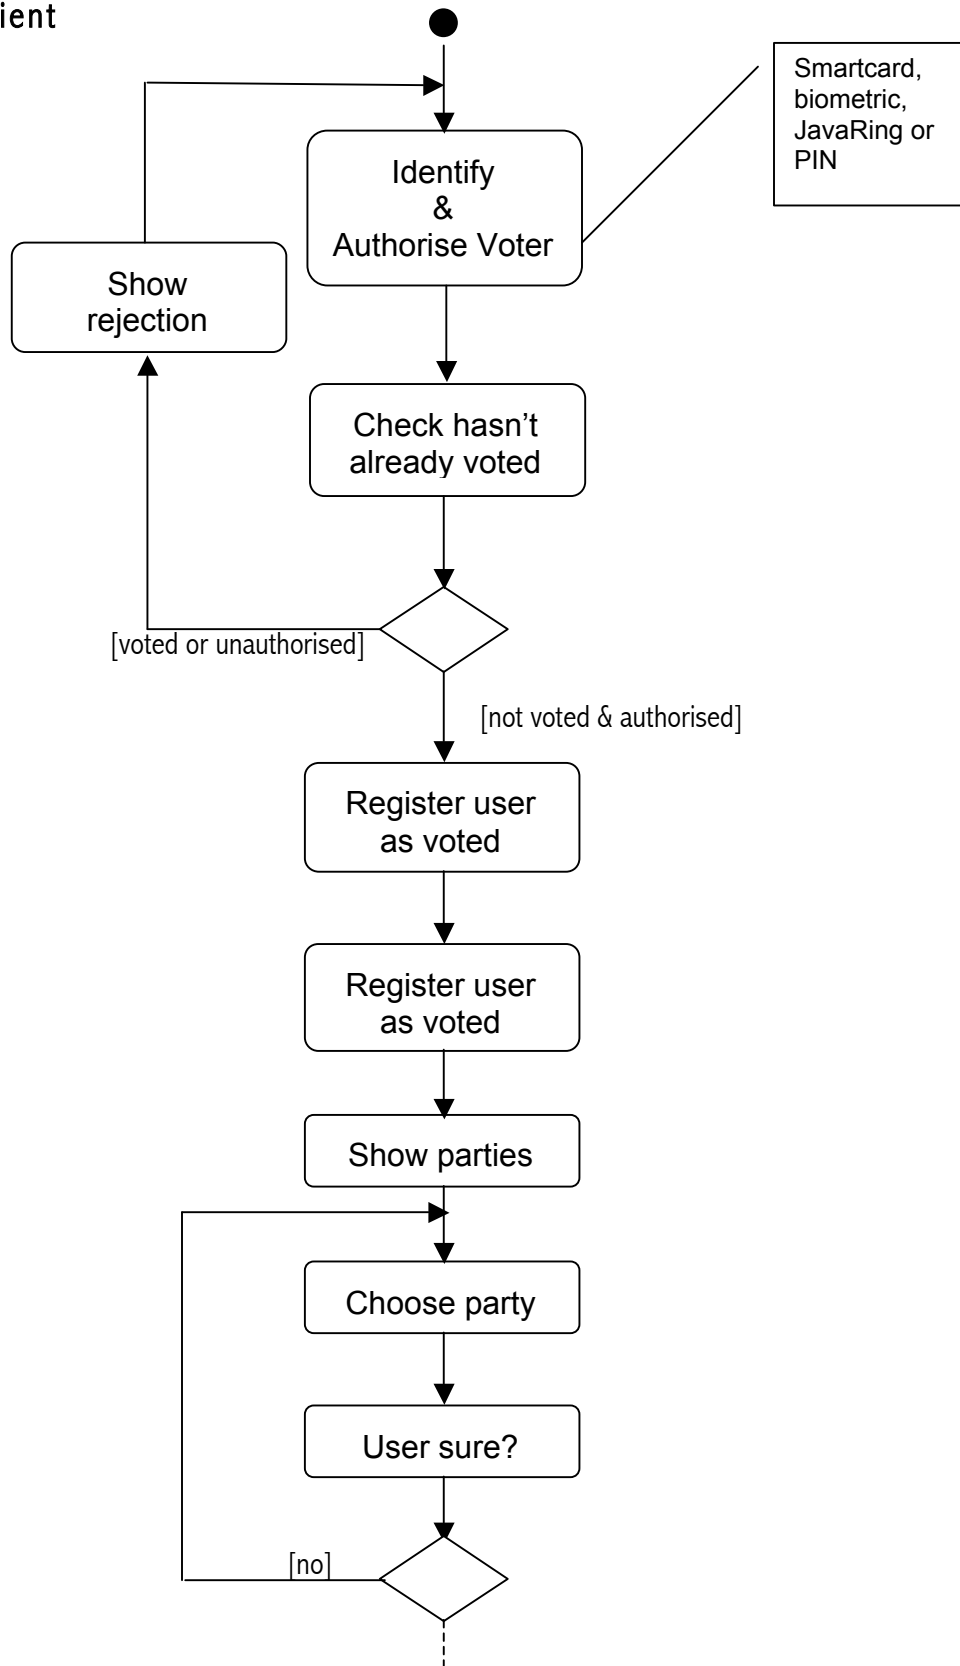 ient
Smartcard,
biometric,
JavaRing or
PIN
Identify
&
Authorise Voter
Show
rejection
Check hasn't
already voted
[voted or unauthorised]
[not voted & authorised]
Register user
as voted
Register user
as voted
Show parties
Choose party
User sure?
[no]